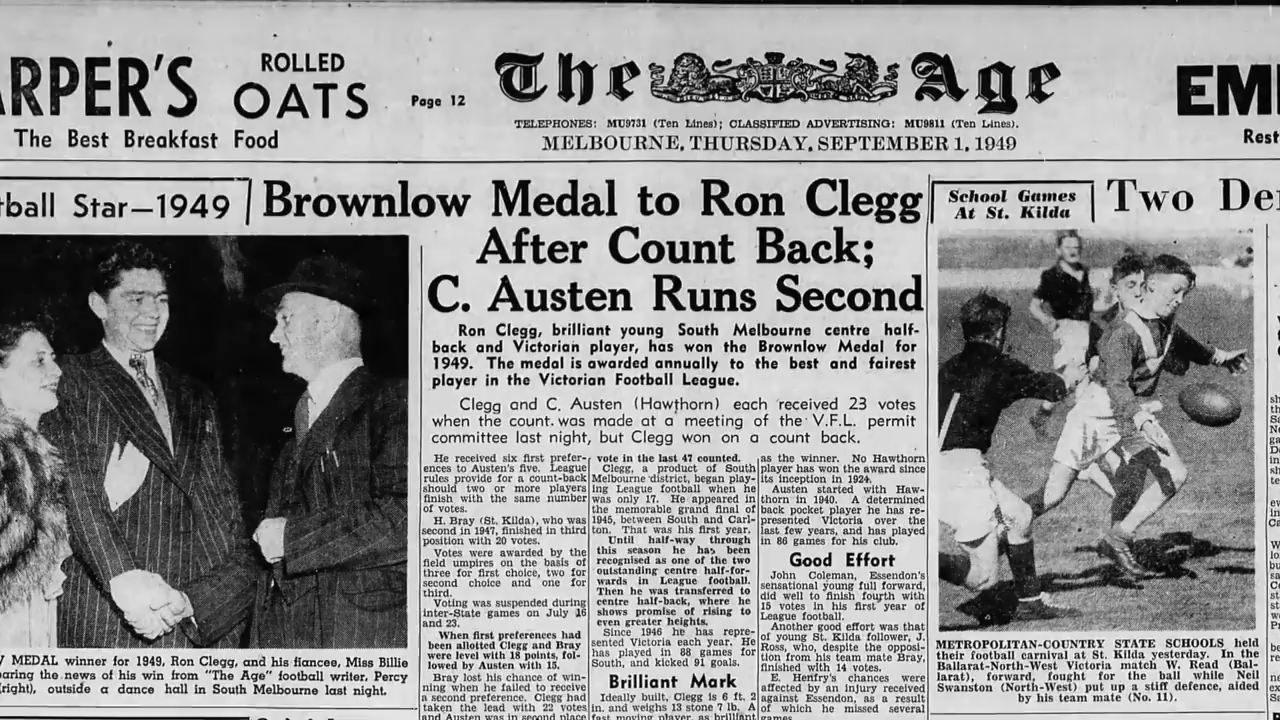 ARPER'S
ROLLED
OATS
The Best Breakfast Food
Page 12
The Age
TELEPHONES: MU9731 (Ten Lines); CLASSIFIED ADVERTISING: MU9811 (Ten Lines).
MELBOURNE, THURSDAY, SEPTEMBER 1, 1949
EM
Rest
tball Star—1949
Brownlow Medal to Ron Clegg
After Count Back;
C. Austen Runs Second
Ron Clegg, brilliant young South Melbourne centre half-
back and Victorian player, has won the Brownlow Medal for
1949. The medal is awarded annually to the best and fairest
player in the Victorian Football League.
Clegg and C. Austen (Hawthorn) each received 23 votes
when the count was made at a meeting of the V.F.L. permit
committee last night, but Clegg won on a count back.
He received six first prefer-
ences to Austen's five. League
rules provide for a count-back
should two or more players
finish with the same number
of votes.
H. Bray (St. Kilda), who was
second in 1947, finished in third
position with 20 votes.
Votes were awarded by the
field umpires on the basis of
three for first choice, two for
second choice and one for
third.
Voting was suspended during
inter-State games on July 16
and 23.
When first preferences had
been allotted Clegg and Bray
were level with 18 points, fol-
lowed by Austen with 15.
Bray lost his chance of win-
ning when he failed to receive
a second preference. Clegg had
taken the lead with 22 votes
and Austen was in second place
vote in the last 47 counted.
Clegg, a product of South
Melbourne district, began play-
ing League football when he
was only 17. He appeared in
the memorable grand final of
1945, between South and Carl-
ton. That was his first year.
Until half-way through
this season he has been
recognised as one of the two
outstanding centre half-for-
wards in League football.
Then he was transferred to
centre half-back, where he
shows promise of rising to
even greater heights.
Since 1946 he has repre-
sented Victoria each year. He
has played in 88 games for
South, and kicked 91 goals.
Brilliant Mark
Ideally built, Clegg is 6 ft. 2
in. and weighs 13 stone 7 lb. A
fast moving player, as brilliant
as the winner. No Hawthorn
player has won the award since
its inception in 1924.
Austen started with Haw-
thorn in 1940. A determined
back pocket player he has re-
presented Victoria over the
last few years, and has played
in 86 games for his club.
Good Effort
John Coleman, Essendon's
sensational young full forward,
did well to finish fourth with
15 votes in his first year of
League football.
Another good effort was that
of young St. Kilda follower, J.
Ross, who, despite the opposi-
tion from his team mate Bray,
finished with 14 votes.
E. Henfry's chances were
affected by an injury received
against Essendon, as a result
of which he missed several
games.
School Games
At St. Kilda
Two De
METROPOLITAN-COUNTRY STATE SCHOOLS held
their football carnival at St. Kilda yesterday. In the
Ballarat-North-West Victoria match W. Read (Bal-
larat), forward, fought for the ball while Neil
Swanston (North-West) put up a stiff defence, aided
by his team mate (No. 11).
MEDAL winner for 1949, Ron Clegg, and his fiancee, Miss Billie
aring the news of his win from "The Age" football writer, Percy
right), outside a dance hall in South Melbourne last night.